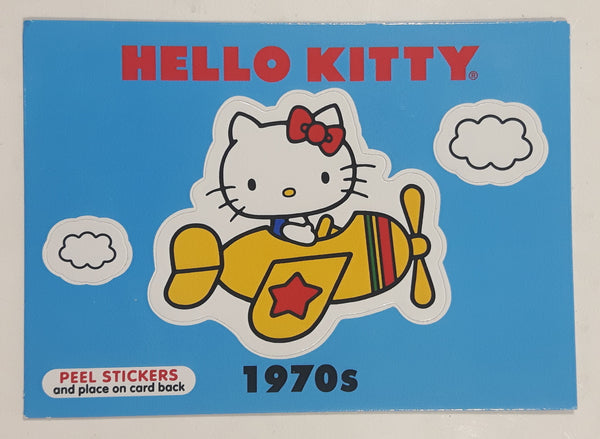 HELLO KITTY®
PEEL STICKERS
and place on card back
1970s